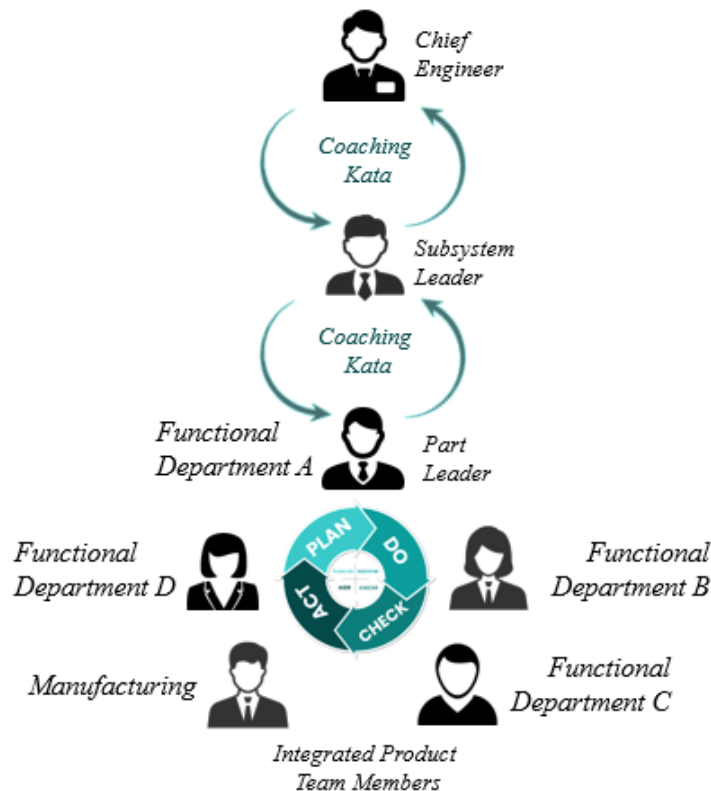 Chief
Engineer
Coaching
Kata
Subsystem
Leader
Coaching
Kata
Functional
Department A
Part
Leader
PLAN
DO
CHECK
ACT
Functional
Department D
Functional
Department B
Manufacturing
Functional
Department C
Integrated Product
Team Members